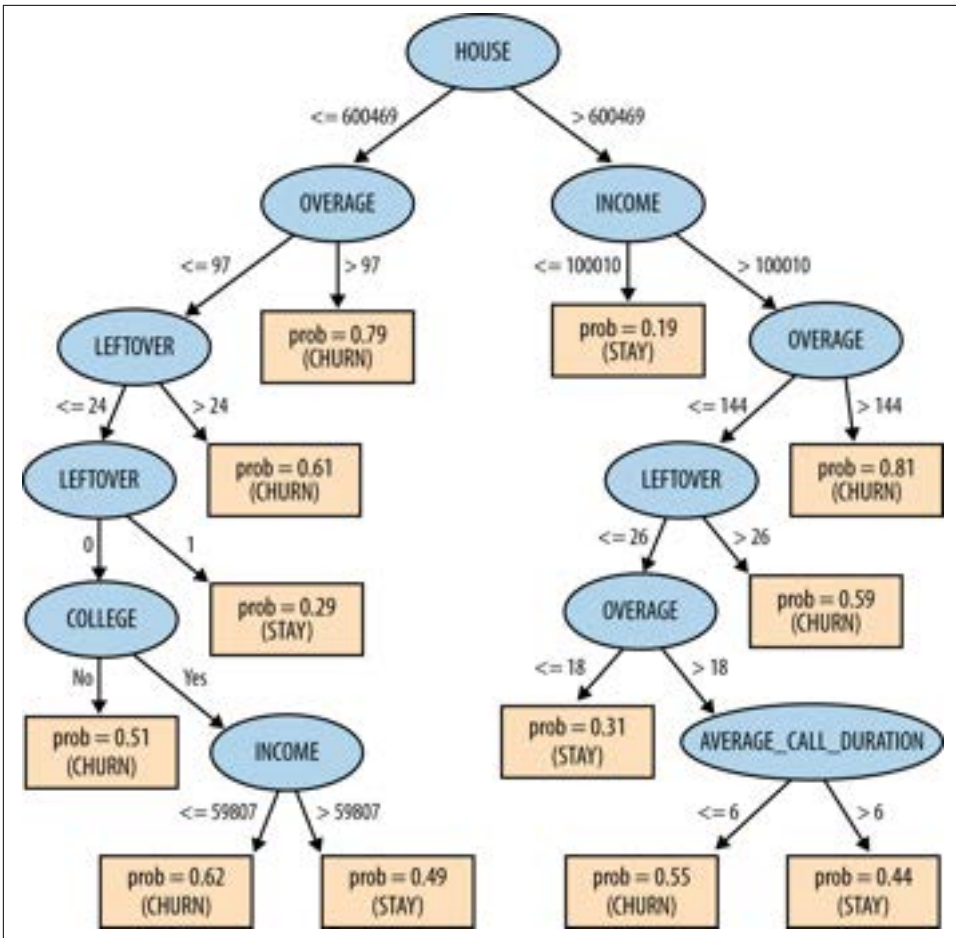 HOUSE
<= 600469
> 600469
OVERAGE
INCOME
<= 97
> 97
<= 100010
> 100010
LEFTOVER
prob = 0.79
(CHURN)
prob = 0.19
(STAY)
OVERAGE
<= 24
> 24
<= 144
> 144
LEFTOVER
prob = 0.61
(CHURN)
LEFTOVER
prob = 0.81
(CHURN)
0
1
<= 26
> 26
COLLEGE
prob = 0.29
(STAY)
OVERAGE
prob = 0.59
(CHURN)
No
Yes
<= 18
> 18
prob = 0.51
(CHURN)
INCOME
prob = 0.31
(STAY)
AVERAGE_CALL_DURATION
<= 59807
> 59807
<= 6
> 6
prob = 0.62
(CHURN)
prob = 0.49
(STAY)
prob = 0.55
(CHURN)
prob = 0.44
(STAY)